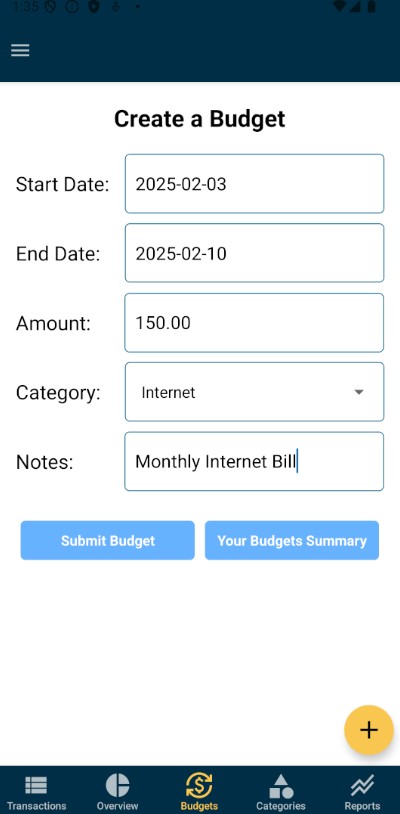 1:35
Create a Budget
Start Date: 2025-02-03
End Date: 2025-02-10
Amount: 150.00
Category: Internet
Notes: Monthly Internet Bill
Submit Budget Your Budgets Summary
+
Transactions Overview Budgets Categories Reports